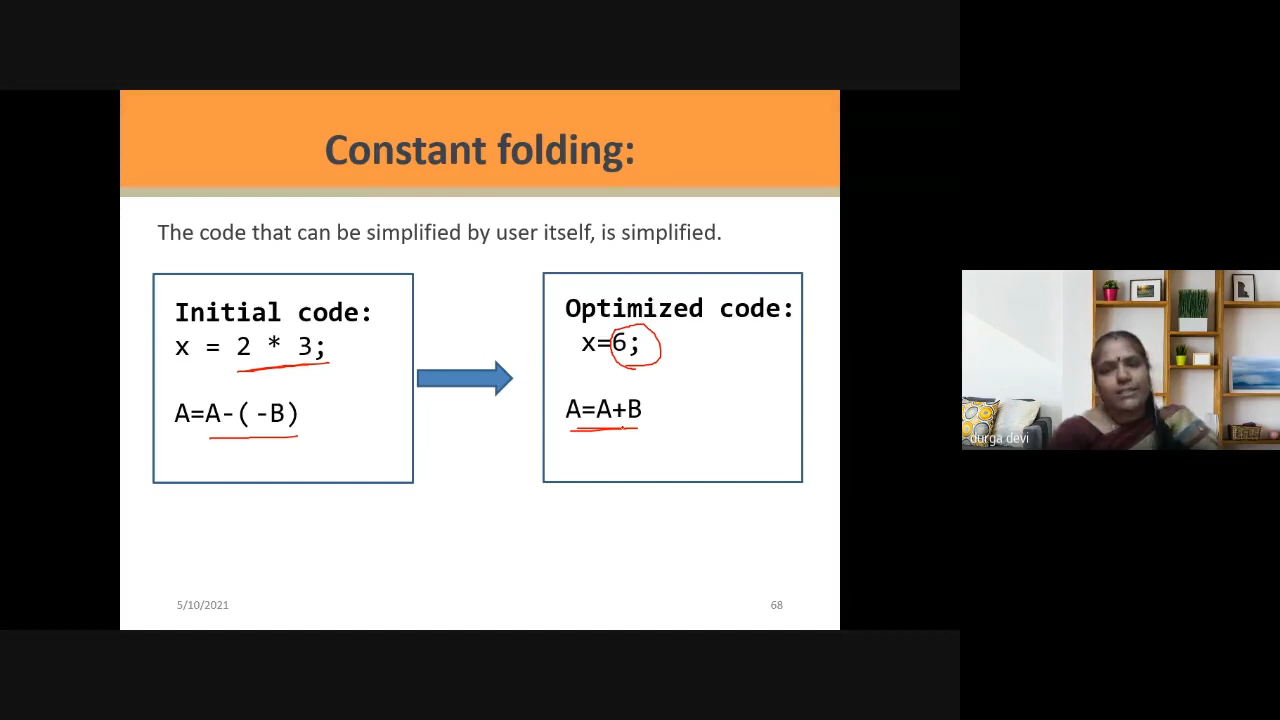 Constant folding:
The code that can be simplified by user itself, is simplified.
Initial code:
x = 2 * 3;
A=A-(-B)
Optimized code:
x=6;
A=A+B
5/10/2021
68
durga devi